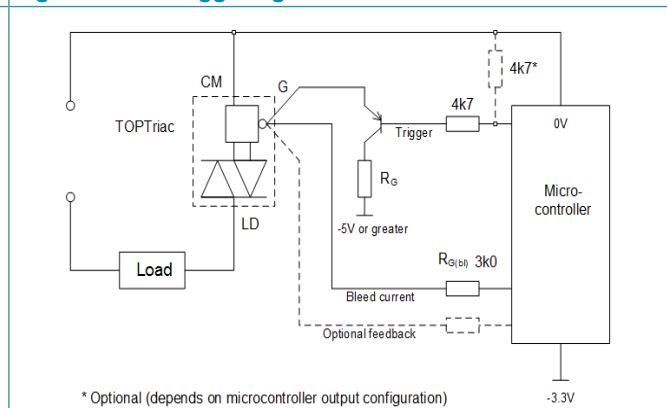 4k7*
CM
G
TOPTriac
4k7
Trigger
0V
RG
Micro-
controller
-5V or greater
LD
RG(bl) 3k0
Load
Bleed current
Optional feedback
* Optional (depends on microcontroller output configuration)
-3.3V